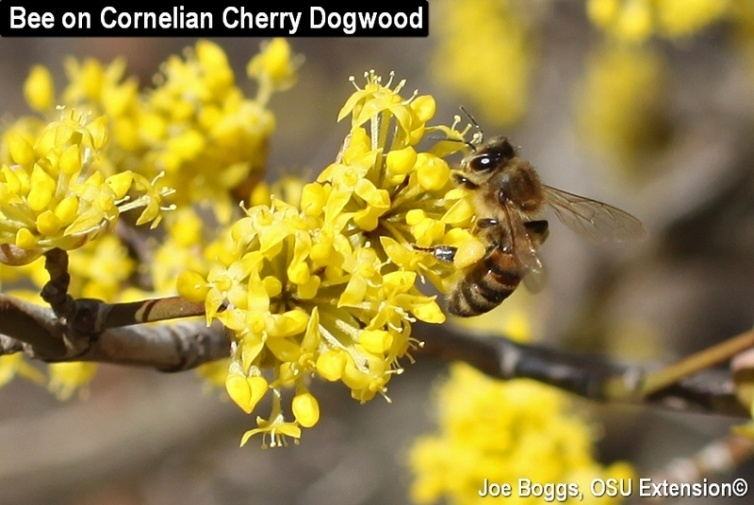 Bee on Cornelian Cherry Dogwood
Joe Boggs, OSU Extension©